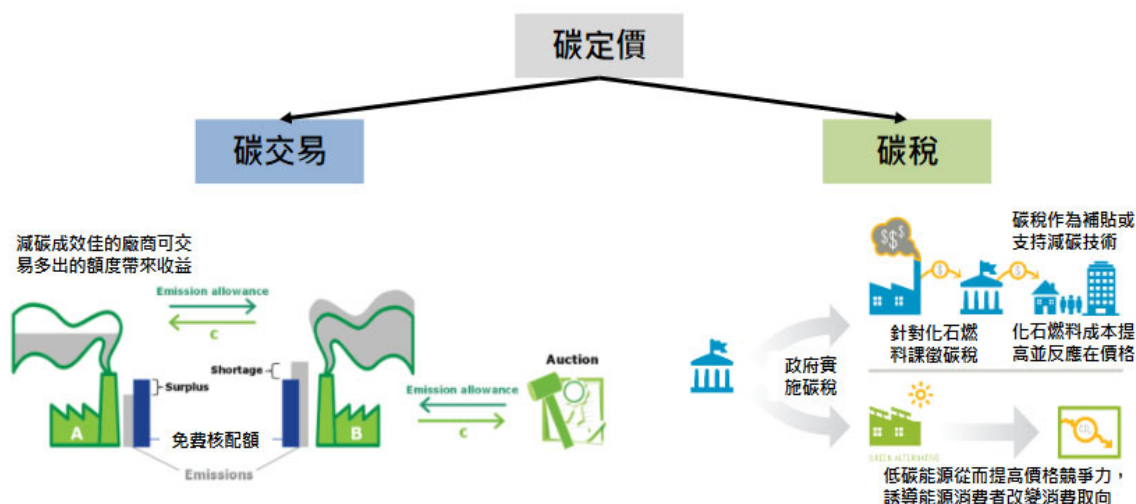 碳定價
碳交易
碳稅
減碳成效佳的廠商可交
易多出的額度帶來收益
Emission allowance
€
Shortage
Surplus
A
B
免費核配額
Emissions
Emission allowance
€
Auction
政府實
施碳稅
碳稅作為補貼或
支持減碳技術
$$$
$
$
針對化石燃
料課徵碳稅
化石燃料成本提
高並反應在價格
GREEN ALTERNATIVE
CO₂
低碳能源從而提高價格競爭力，
誘導能源消費者改變消費取向